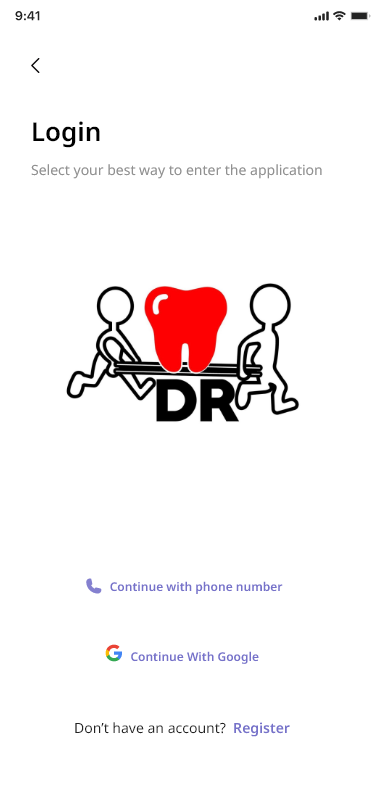 9:41
Login
Select your best way to enter the application
DR
Continue with phone number
Continue With Google
Don't have an account? Register